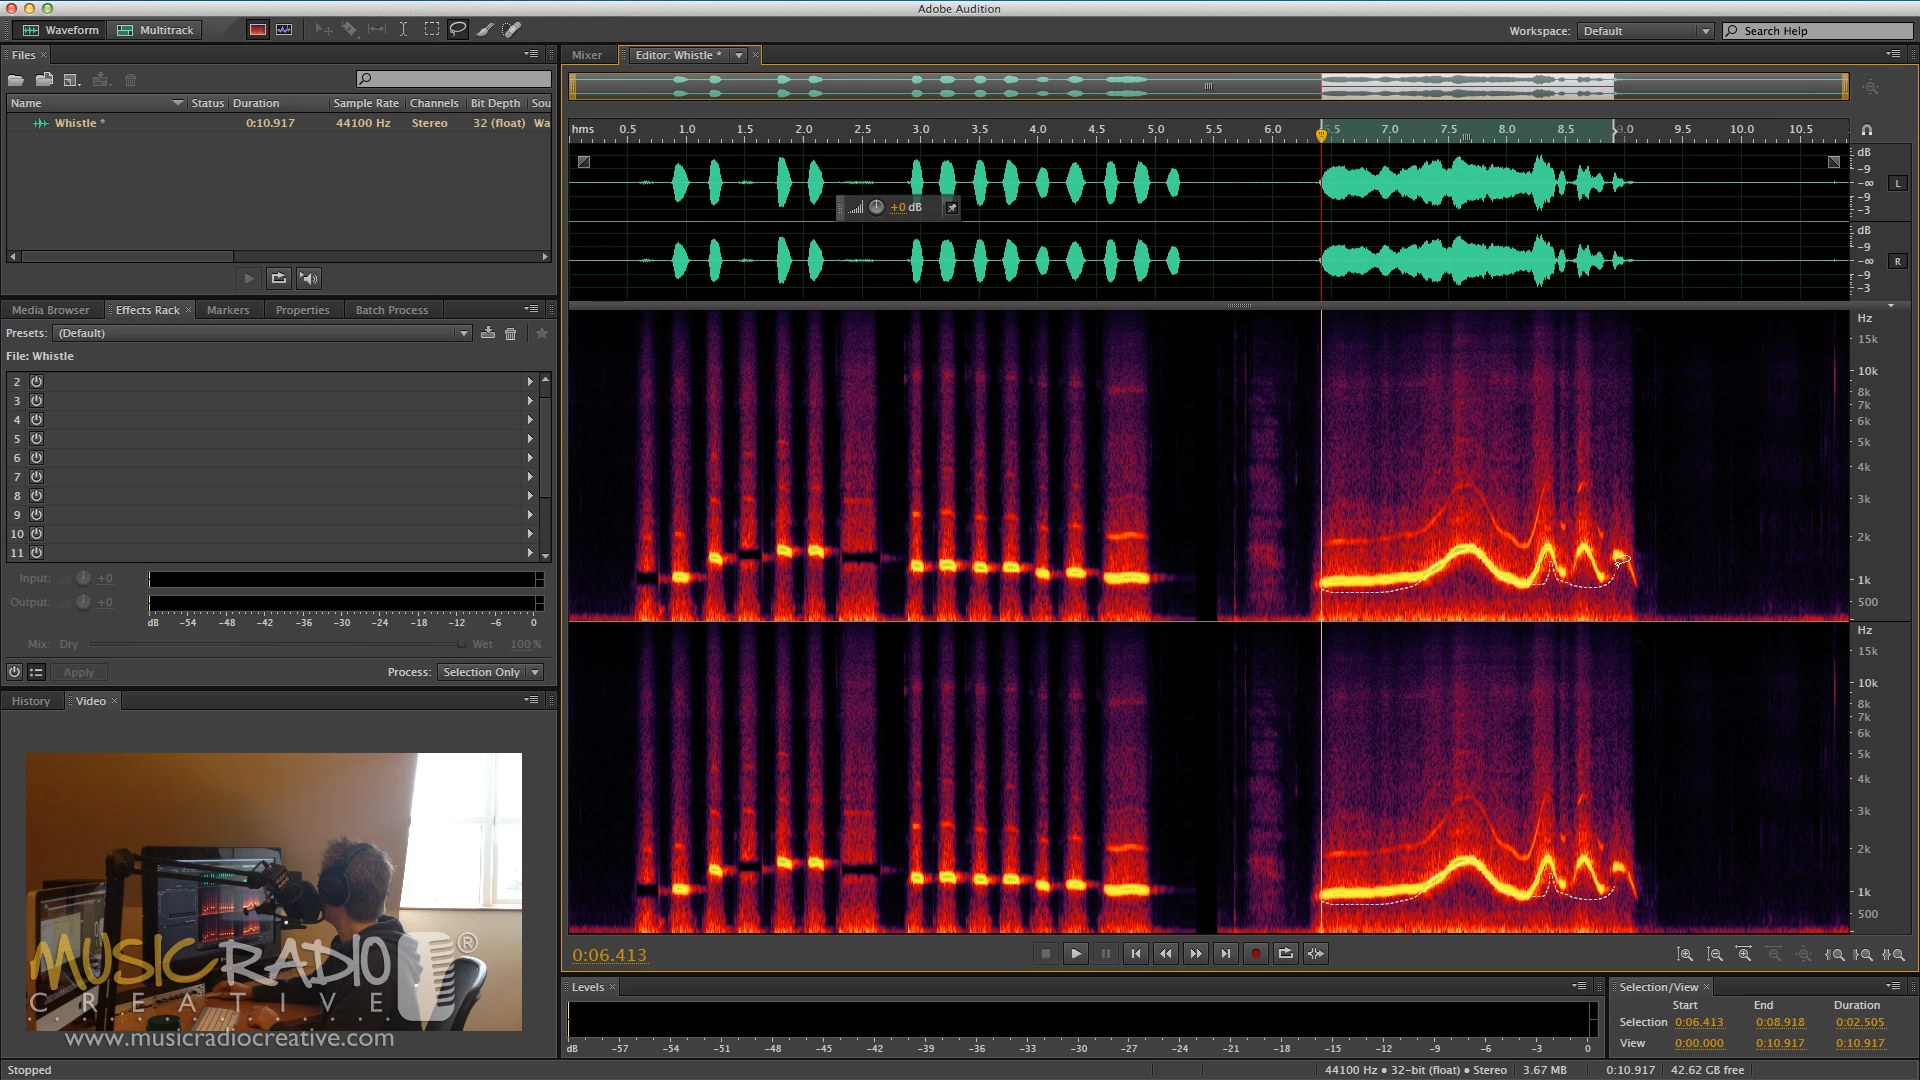 Adobe Audition
Waveform Multitrack Workspace: Default Search Help
Files
Name Status Duration Sample Rate Channels Bit Depth Sou
Whistle * 0:10.917 44100 Hz Stereo 32 (float) Wa
Media Browser Effects Rack Markers Properties Batch Process
Presets: (Default)
File: Whistle
2
3
4
5
6
7
8
9
10
11
Input: +0
Output: +0
dB -54 -48 -42 -36 -30 -24 -18 -12 -6 0
Mix: Dry Wet 100 %
Apply Process: Selection Only
History Video
MUSIC RADIO ®
CREATIVE
www.musicradiocreative.com
Mixer Editor: Whistle *
hms 0.5 1.0 1.5 2.0 2.5 3.0 3.5 4.0 4.5 5.0 5.5 6.0 6.5 7.0 7.5 8.0 8.5 9.0 9.5 10.0 10.5
dB
-9
-∞
-9
-3
L
+0 dB
dB
-9
-∞
-9
-3
R
Hz
15k
10k
8k
7k
6k
5k
4k
3k
2k
1k
500
Hz
15k
10k
8k
7k
6k
5k
4k
3k
2k
1k
500
0:06.413
Levels
dB -57 -54 -51 -48 -45 -42 -39 -36 -33 -30 -27 -24 -21 -18 -15 -12 -9 -6 -3 0
Selection/View
Start End Duration
Selection 0:06.413 0:08.918 0:02.505
View 0:00.000 0:10.917 0:10.917
Stopped 44100 Hz • 32-bit (float) • Stereo 3.67 MB 0:10.917 42.62 GB free